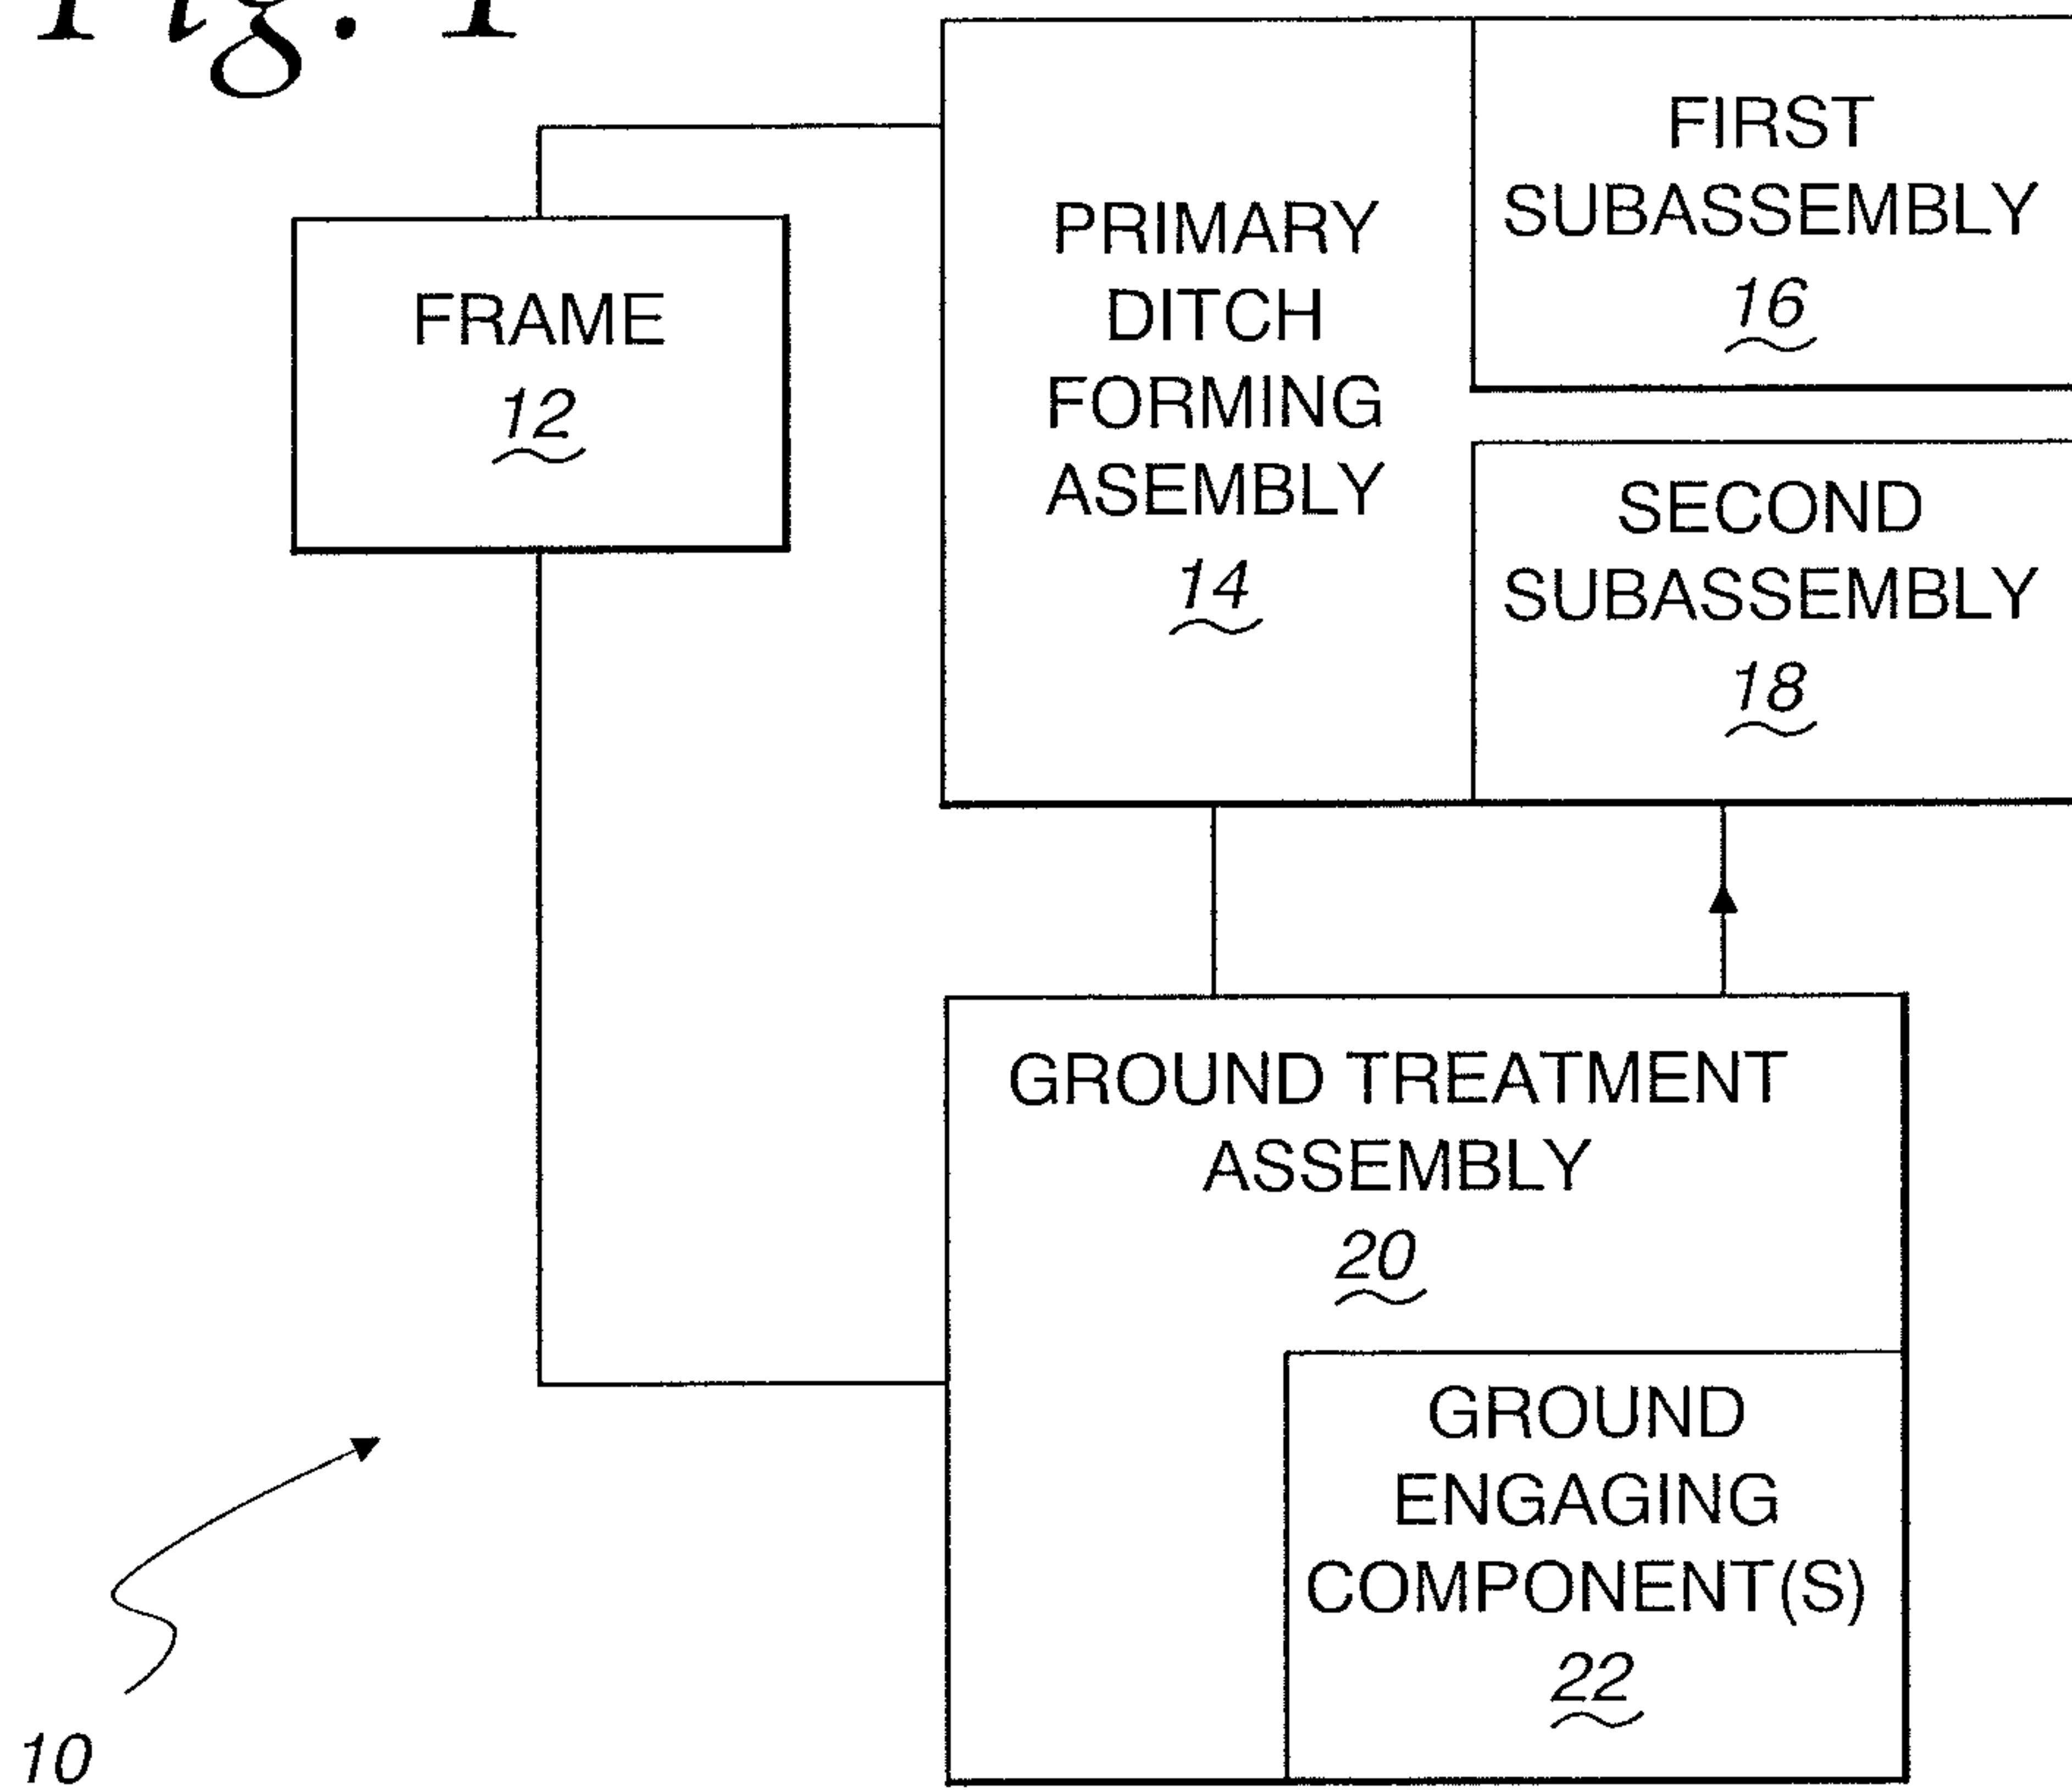 Fig. 1
FRAME
12
PRIMARY
DITCH
FORMING
ASEMBLY
14
FIRST
SUBASSEMBLY
16
SECOND
SUBASSEMBLY
18
GROUND TREATMENT
ASSEMBLY
20
GROUND
ENGAGING
COMPONENT(S)
22
10